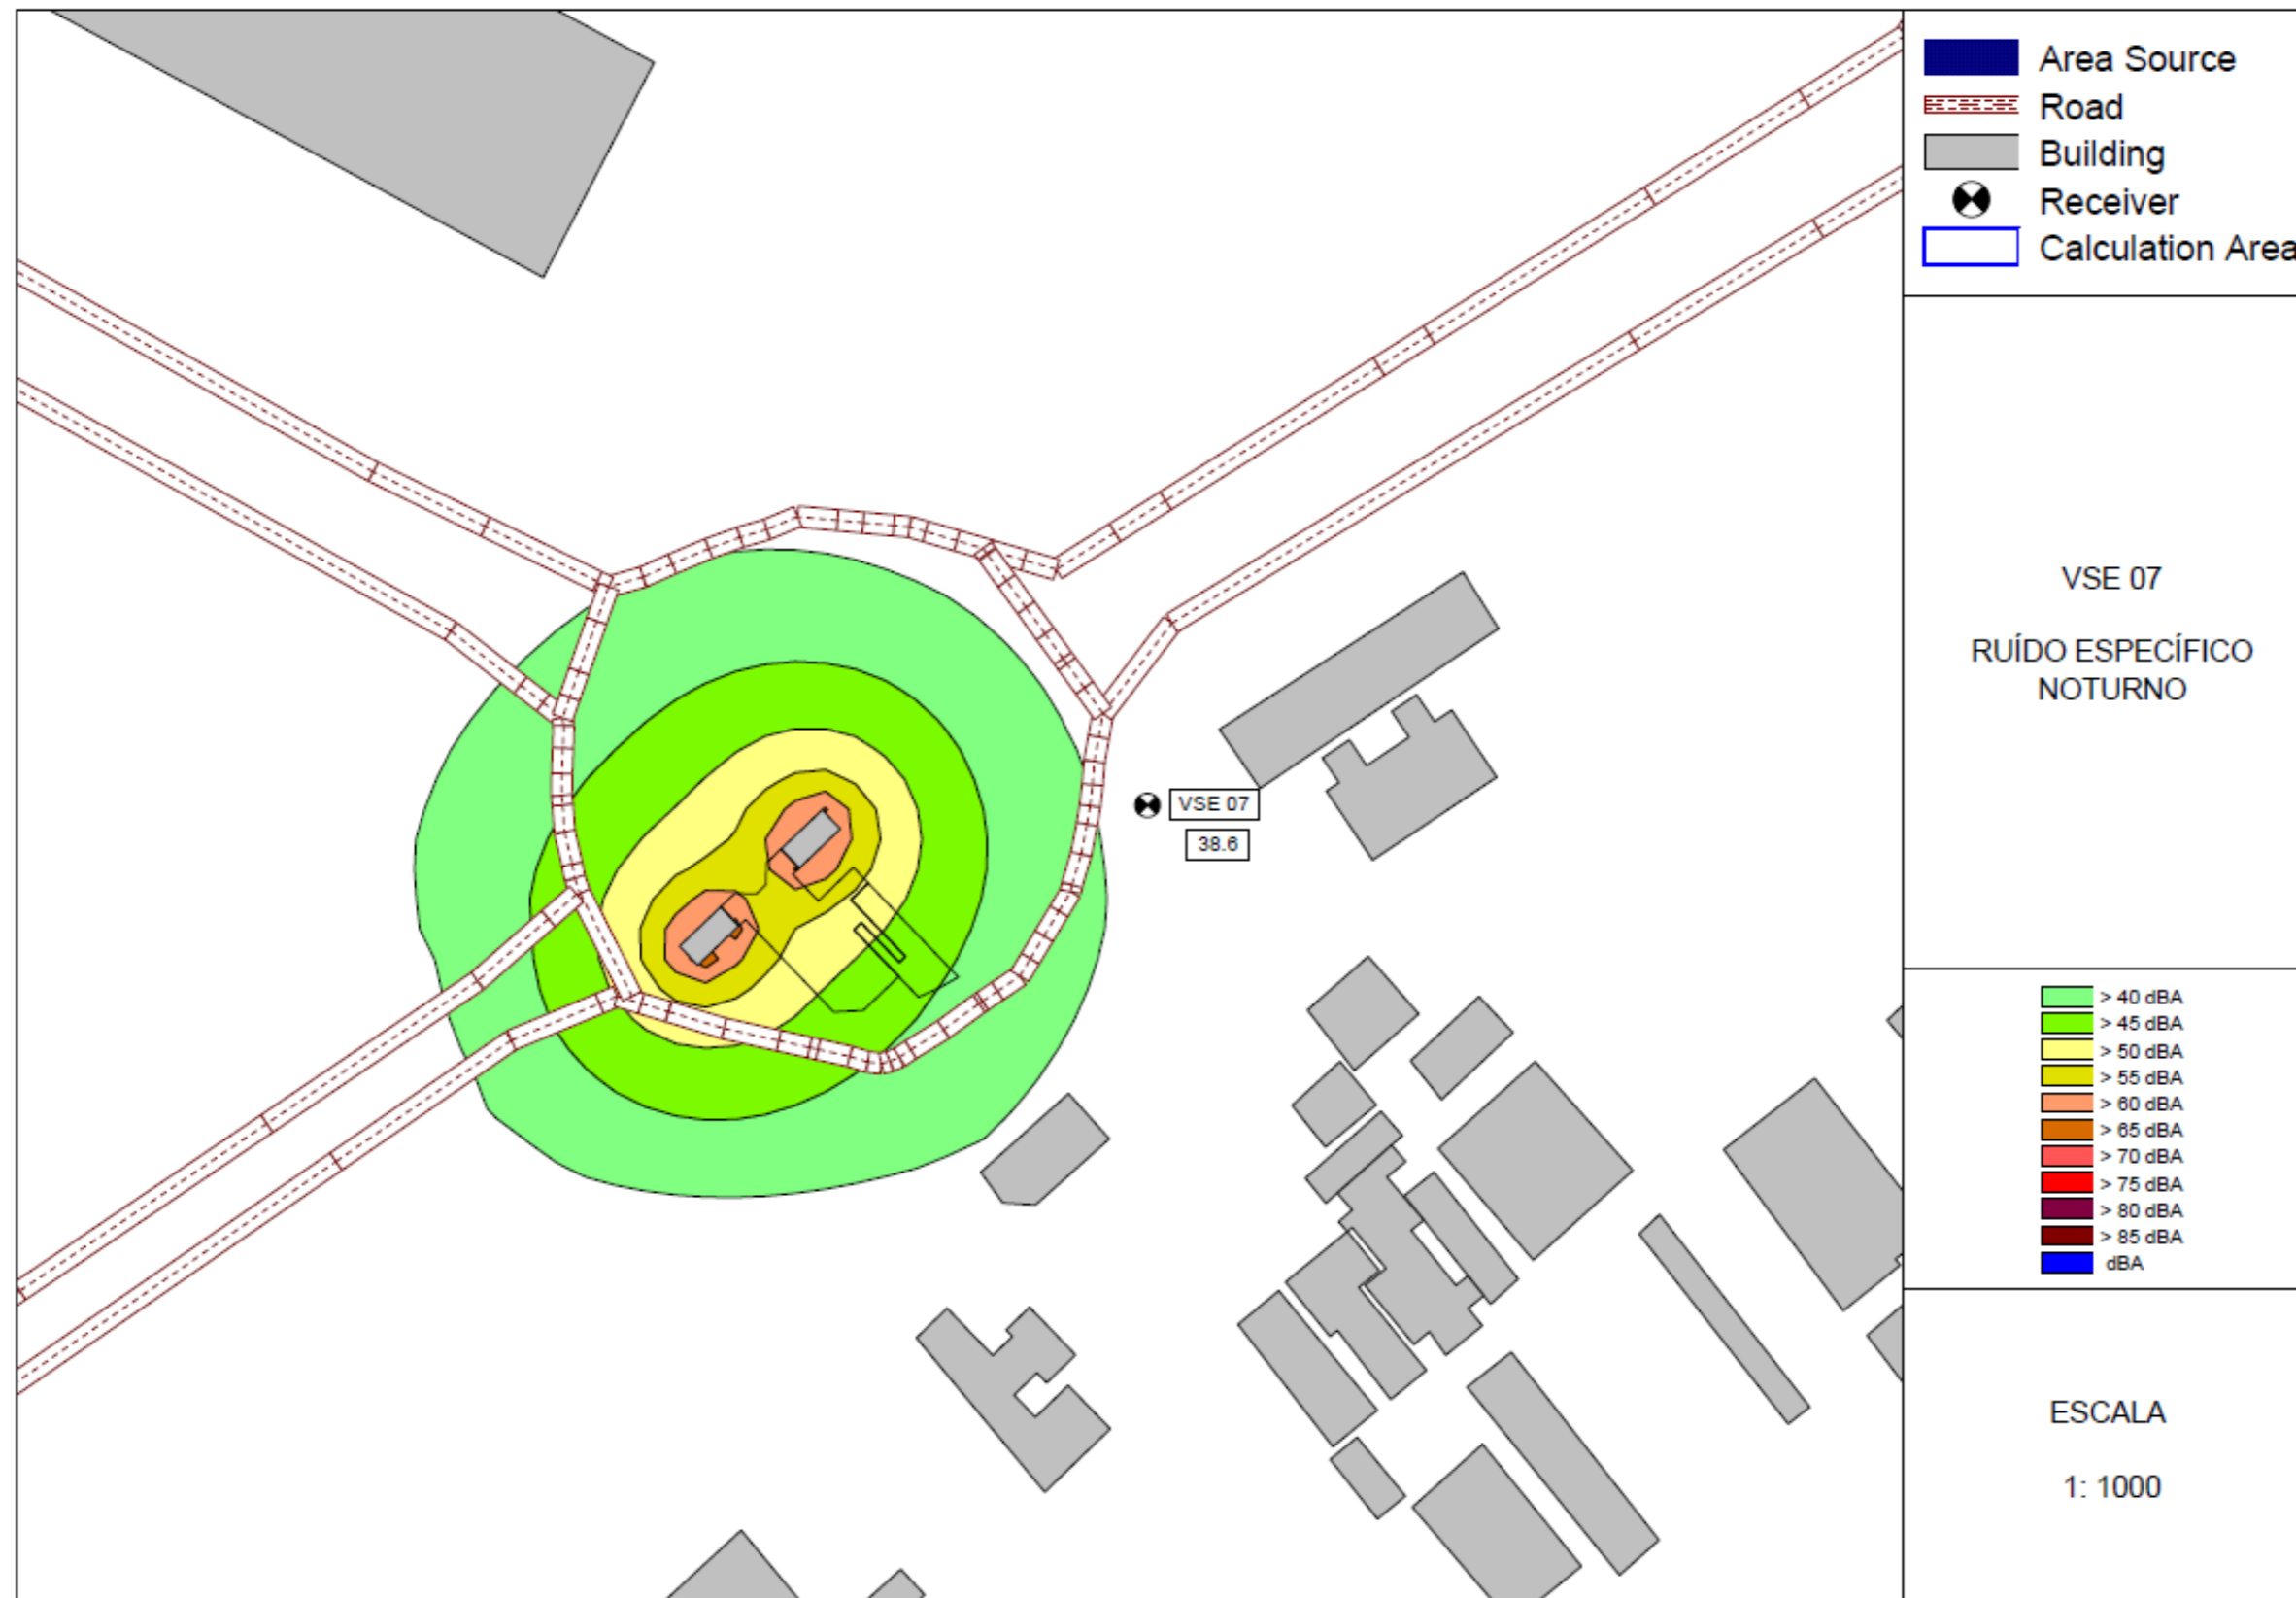 Area Source
Road
Building
Receiver
Calculation Area
VSE 07
RUÍDO ESPECÍFICO
NOTURNO
VSE 07
38.6
> 40 dBA
> 45 dBA
> 50 dBA
> 55 dBA
> 60 dBA
> 65 dBA
> 70 dBA
> 75 dBA
> 80 dBA
> 85 dBA
dBA
ESCALA
1: 1000